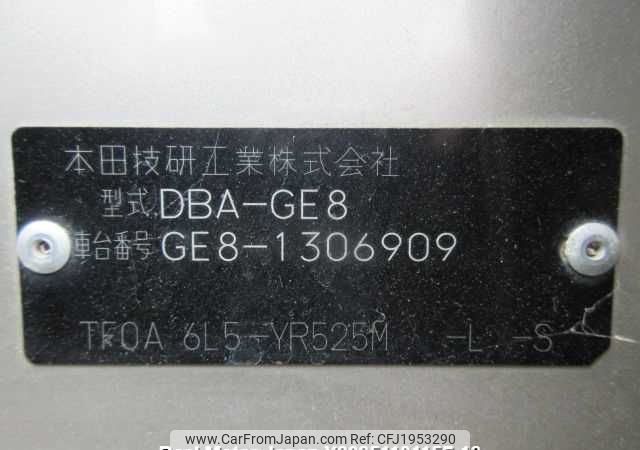 本田技研工業株式会社
型式 DBA-GE8
車台番号 GE8-1306909
TF0A 6L5-YR525M -L -S
www.CarFromJapan.com CFJ1953290